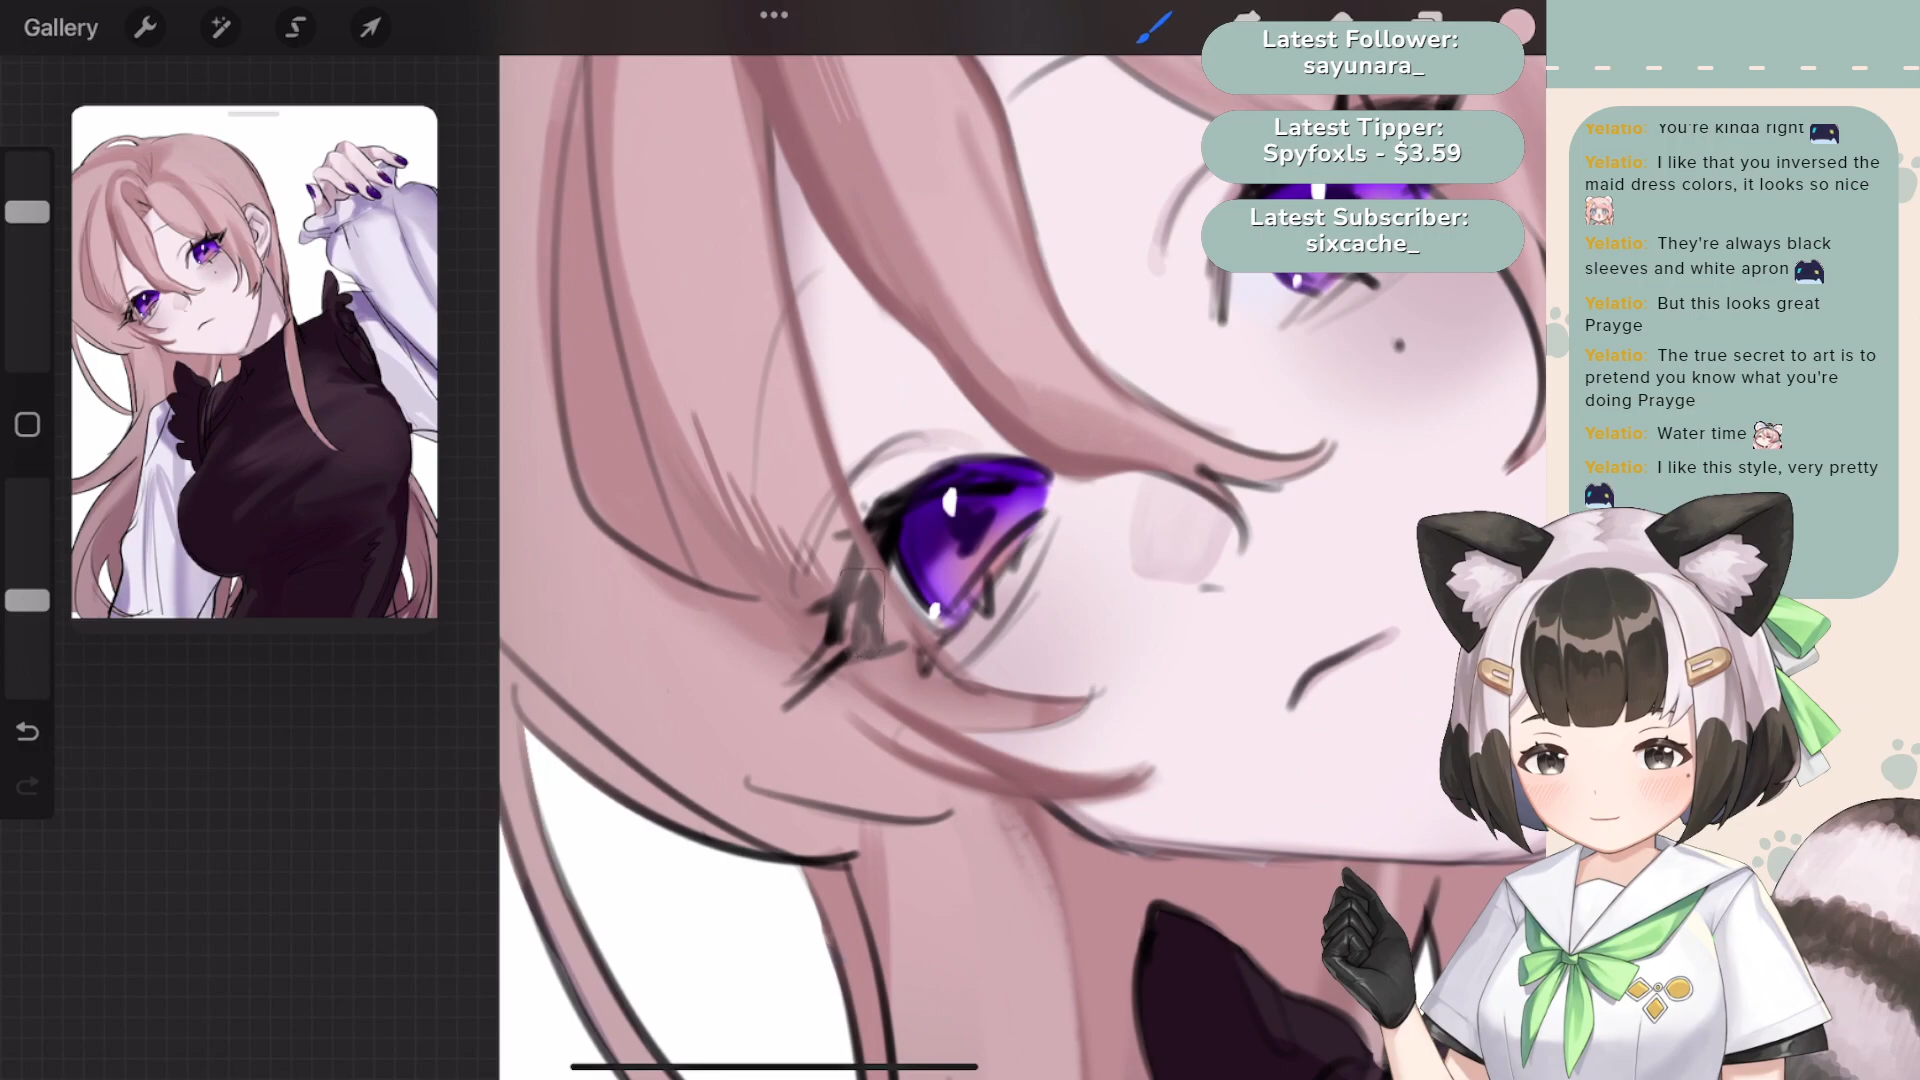 Gallery
Latest Follower:
sayunara_
Latest Tipper:
Spyfoxls - $3.59
Latest Subscriber:
sixcache_
Yelatio: You're kinda right
Yelatio: I like that you inversed the
maid dress colors, it looks so nice
Yelatio: They're always black
sleeves and white apron
Yelatio: But this looks great
Prayge
Yelatio: The true secret to art is to
pretend you know what you're
doing Prayge
Yelatio: Water time
Yelatio: I like this style, very pretty